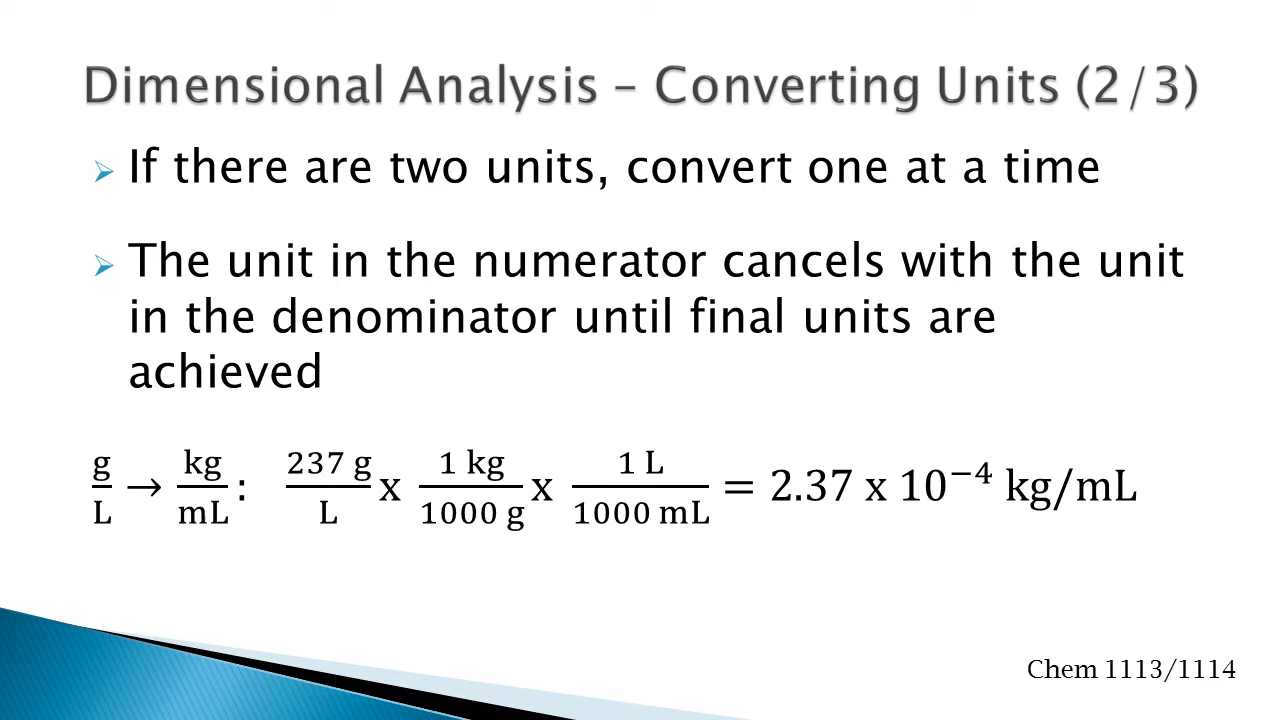 Dimensional Analysis – Converting Units (2/3)
If there are two units, convert one at a time
The unit in the numerator cancels with the unit
in the denominator until final units are
achieved
g/L → kg/mL : 237 g/L x 1 kg/1000 g x 1 L/1000 mL = 2.37 x 10⁻⁴ kg/mL
Chem 1113/1114